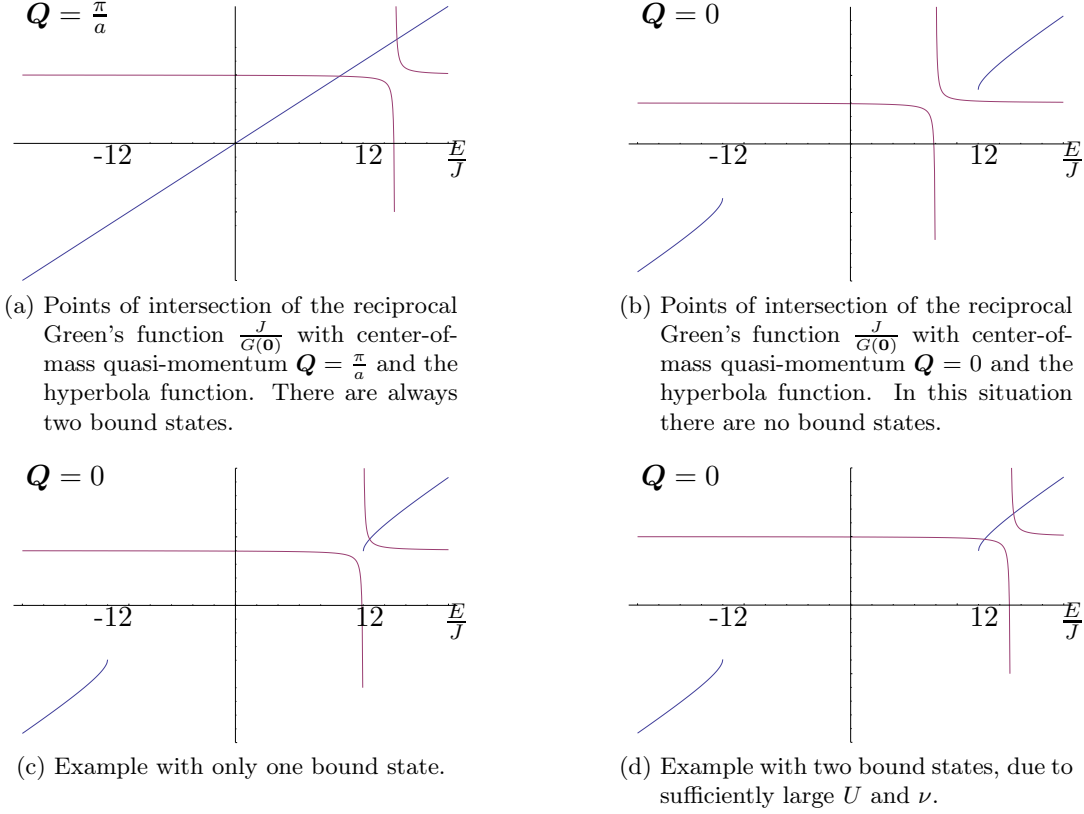 Q = π/a
-12
12
E/J
(a) Points of intersection of the reciprocal
Green's function J/G(0) with center-of-
mass quasi-momentum Q = π/a and the
hyperbola function. There are always
two bound states.
Q = 0
-12
12
E/J
(b) Points of intersection of the reciprocal
Green's function J/G(0) with center-of-
mass quasi-momentum Q = 0 and the
hyperbola function. In this situation
there are no bound states.
Q = 0
-12
12
E/J
(c) Example with only one bound state.
Q = 0
-12
12
E/J
(d) Example with two bound states, due to
sufficiently large U and ν.